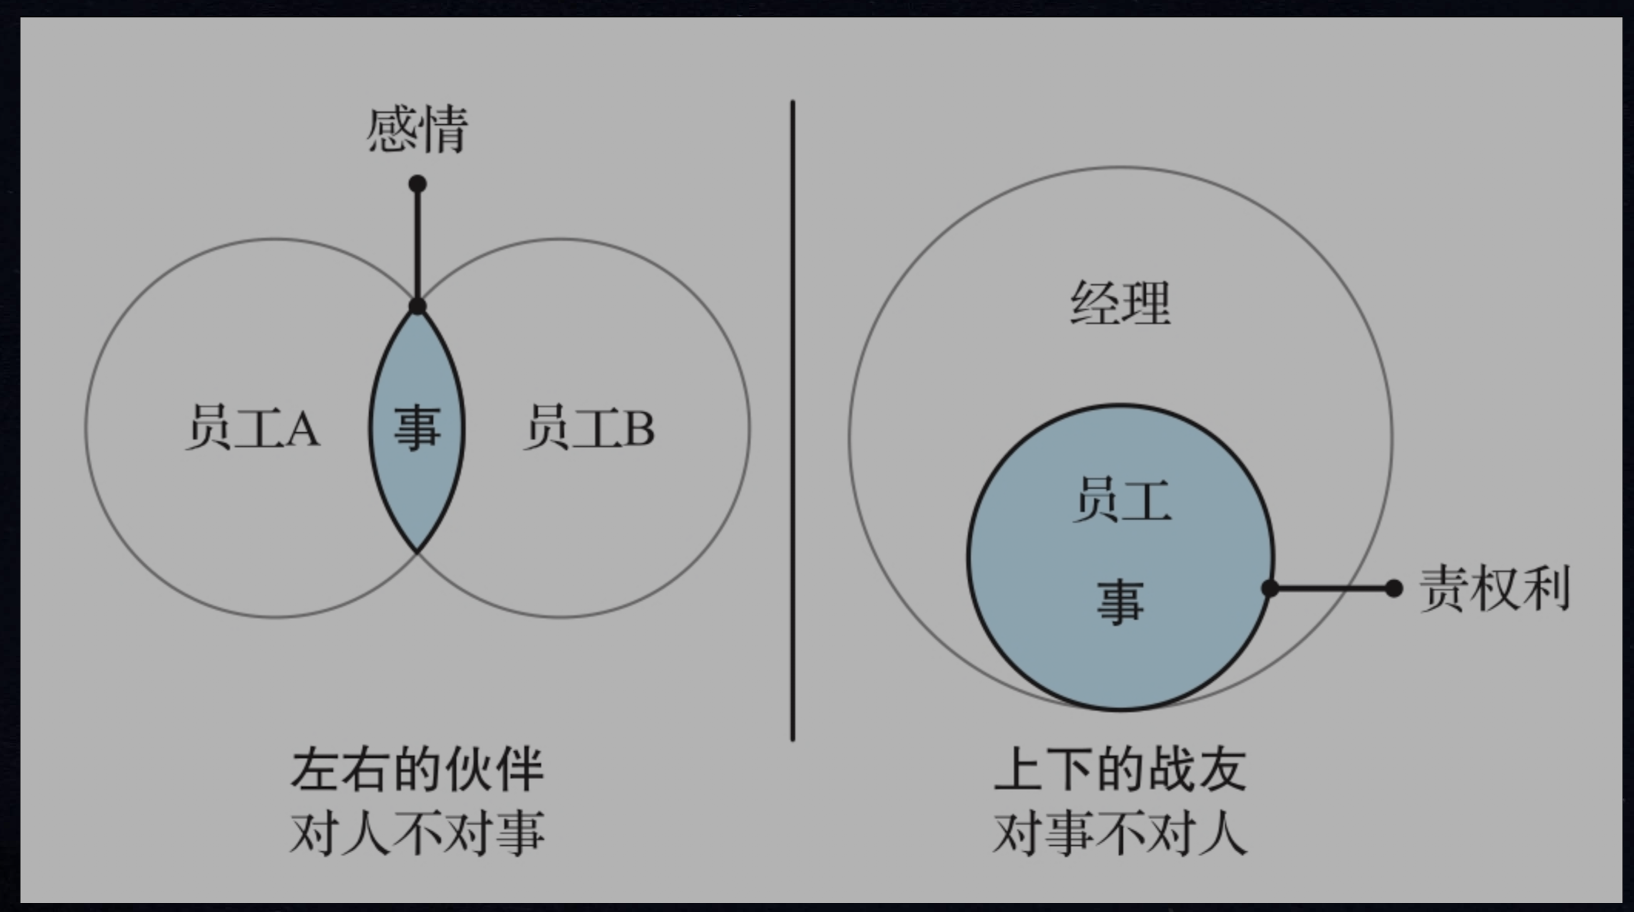 感情
员工A
事
员工B
左右的伙伴
对人不对事
经理
员工
事
责权利
上下的战友
对事不对人